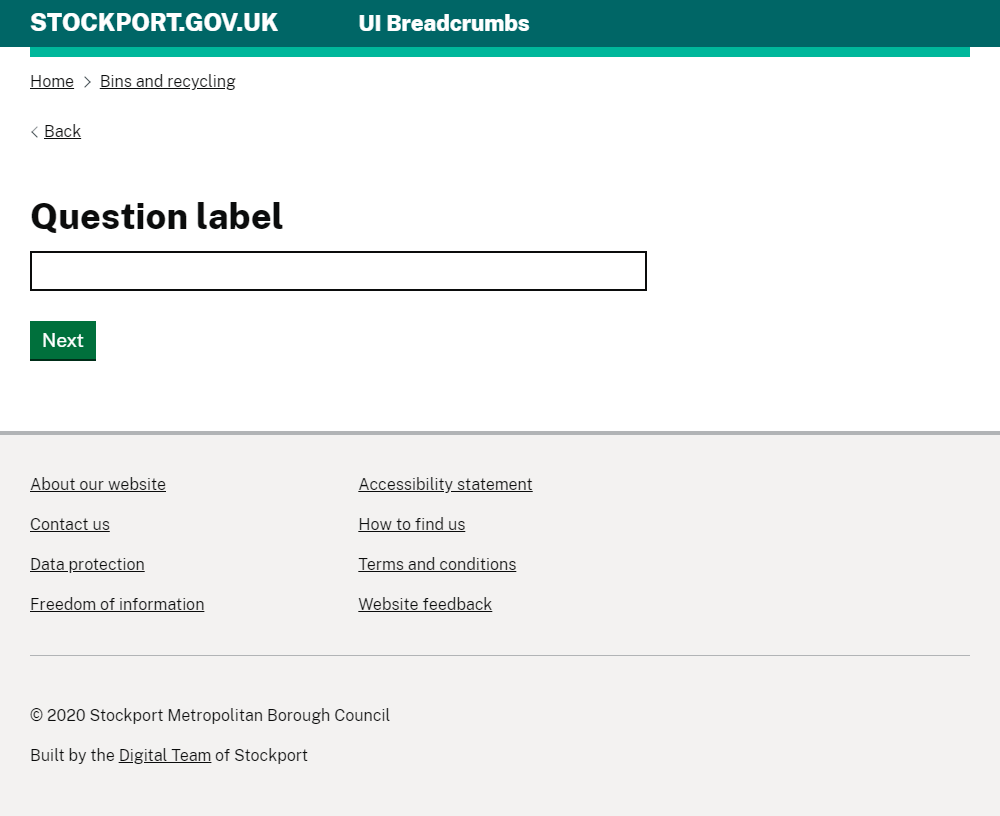 STOCKPORT.GOV.UK UI Breadcrumbs
Home Bins and recycling
Back
Question label
Next
About our website Accessibility statement
Contact us How to find us
Data protection Terms and conditions
Freedom of information Website feedback
© 2020 Stockport Metropolitan Borough Council
Built by the Digital Team of Stockport